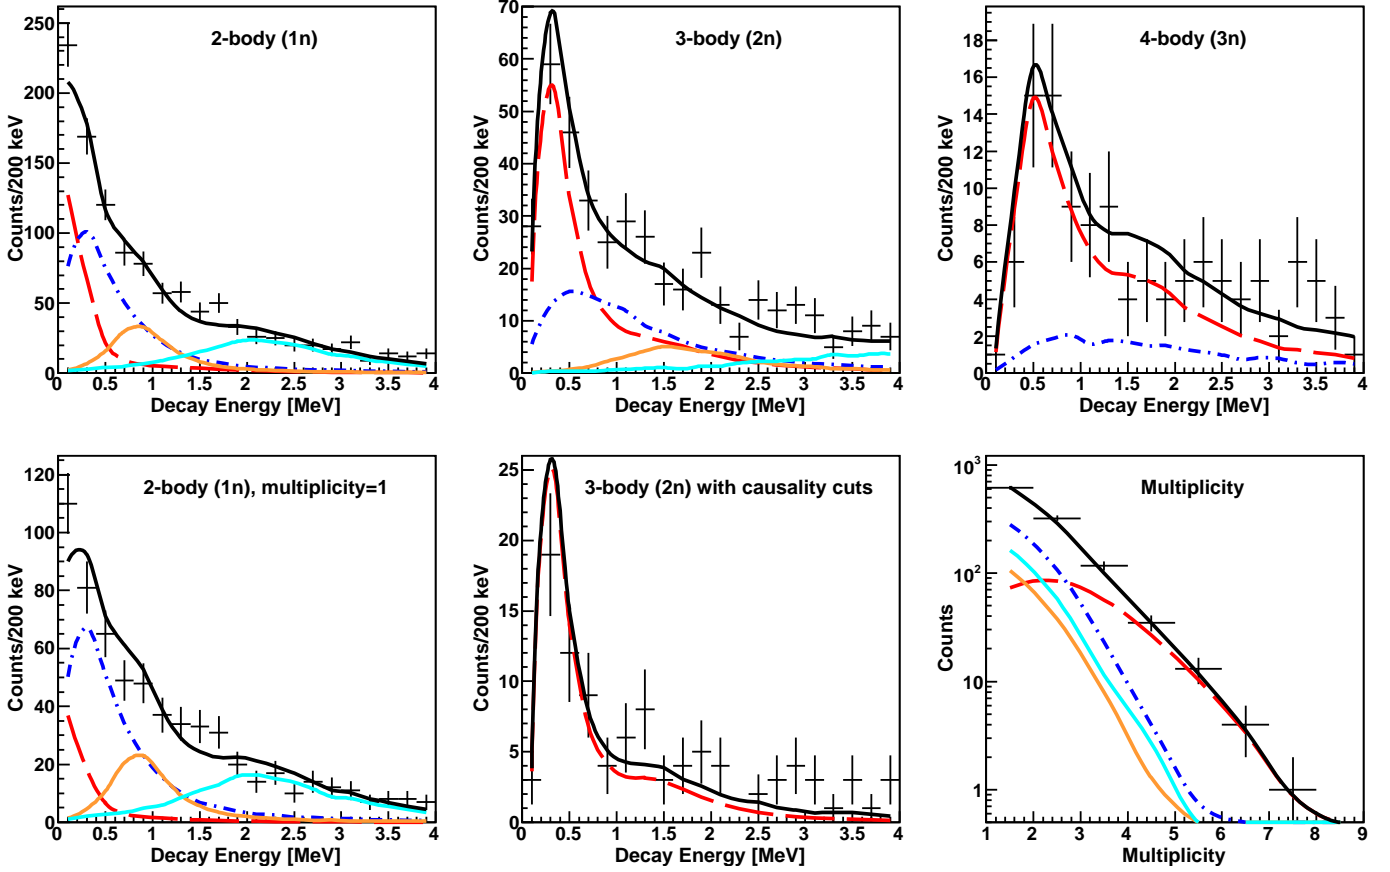 2-body (1n)
Counts/200 keV
250
200
150
100
50
0
0 0.5 1 1.5 2 2.5 3 3.5 4
Decay Energy [MeV]
3-body (2n)
Counts/200 keV
70
60
50
40
30
20
10
0
0 0.5 1 1.5 2 2.5 3 3.5 4
Decay Energy [MeV]
4-body (3n)
Counts/200 keV
18
16
14
12
10
8
6
4
2
0
0 0.5 1 1.5 2 2.5 3 3.5 4
Decay Energy [MeV]
2-body (1n), multiplicity=1
Counts/200 keV
120
100
80
60
40
20
0
0 0.5 1 1.5 2 2.5 3 3.5 4
Decay Energy [MeV]
3-body (2n) with causality cuts
Counts/200 keV
25
20
15
10
5
0
0 0.5 1 1.5 2 2.5 3 3.5 4
Decay Energy [MeV]
Multiplicity
Counts
10³
10²
10
1
1 2 3 4 5 6 7 8 9
Multiplicity